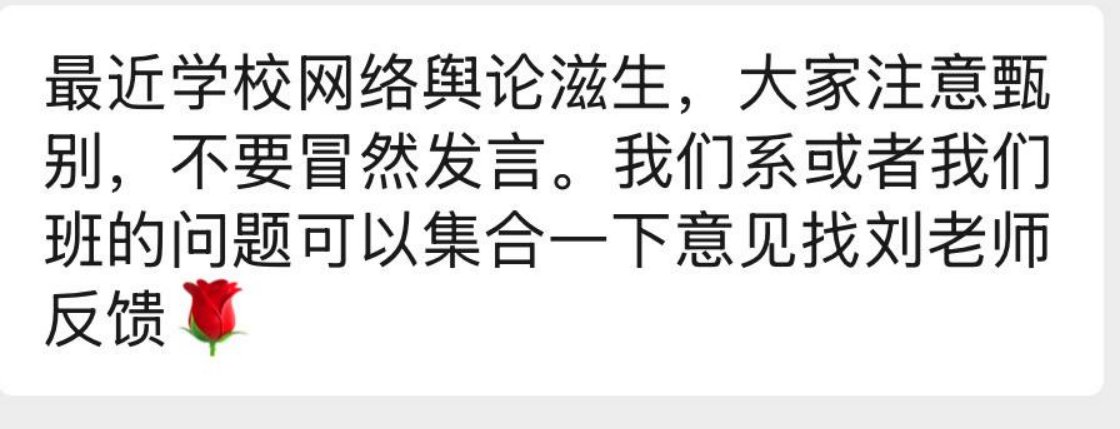 最近学校网络舆论滋生，大家注意甄
别，不要冒然发言。我们系或者我们
班的问题可以集合一下意见找刘老师
反馈🌹